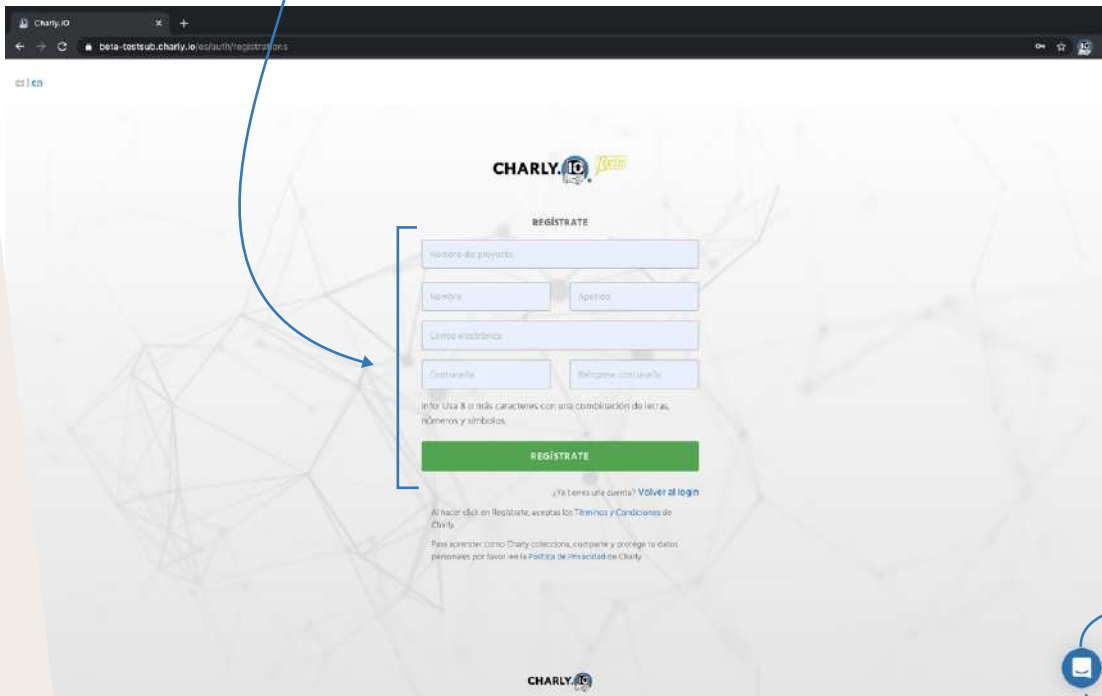 Charly.IO
beta-testsub.charly.io/es/auth/registrations
es | en
CHARLY.IO Beta
REGÍSTRATE
Nombre del proyecto
Nombre
Apellido
Correo electrónico
Contraseña
Reingrese contraseña
Info: Usa 8 o más caracteres con una combinación de letras,
números y símbolos.
REGÍSTRATE
¿Ya tienes una cuenta? Volver al login
Al hacer click en Regístrate, aceptas los Términos y Condiciones de
Charly.
Para aprender como Charly colecciona, comparte y protege tu datos
personales por favor lee la Política de Privacidad de Charly.
CHARLY.IO